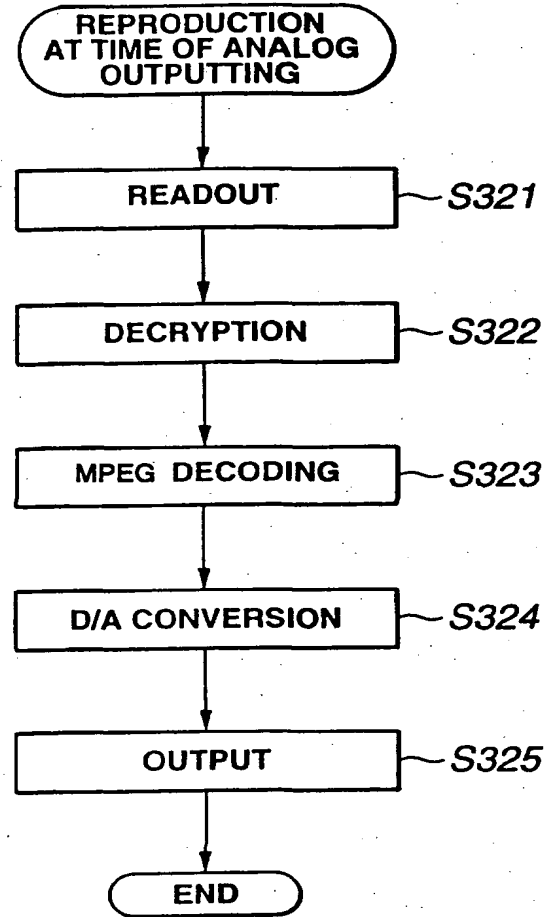 REPRODUCTION
AT TIME OF ANALOG
OUTPUTTING
READOUT
S321
DECRYPTION
S322
MPEG DECODING
S323
D/A CONVERSION
S324
OUTPUT
S325
END